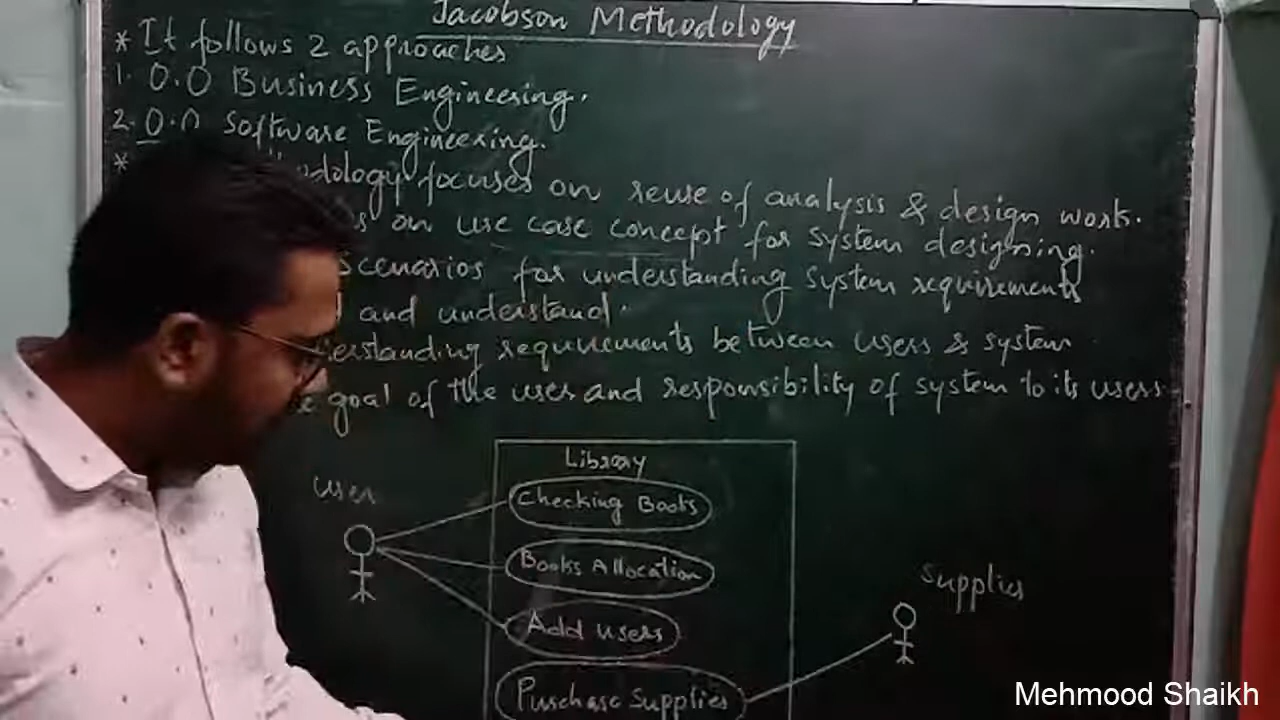 Jacobson Methodology
* It follows 2 approaches
1. O.O Business Engineering.
2. O.O Software Engineering.
* odology focuses on reuse of analysis & design work.
on use case concept for system designing.
scenarios for understanding system requirements
and understand.
erstanding requirements between users & system
goal of the user and responsibility of system to its users
Library
user
Checking Books
Books Allocation
Supplier
Add users
Purchase Supplies
Mehmood Shaikh